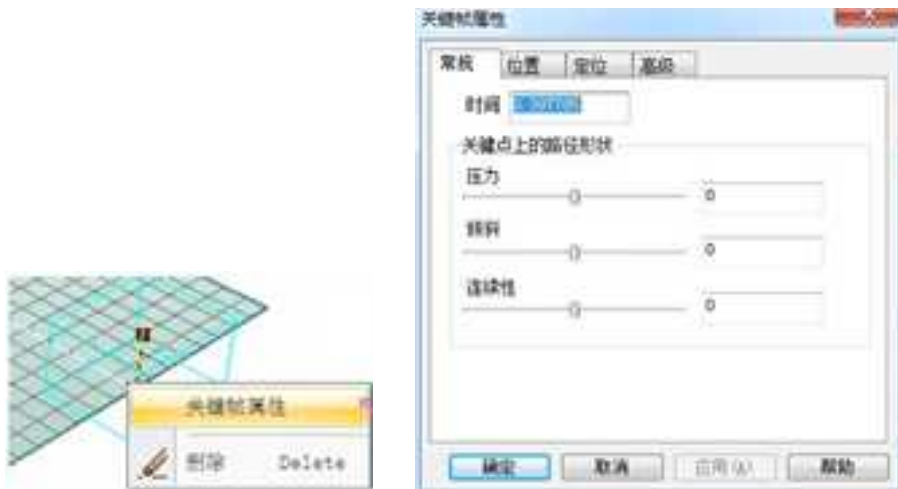 关键帧属性
删除 Delete
关键帧属性
常规 位置 定位 高级
时间
关键点上的路径形状
压力
0
倾斜
0
连续性
0
确定 取消 应用(A) 帮助